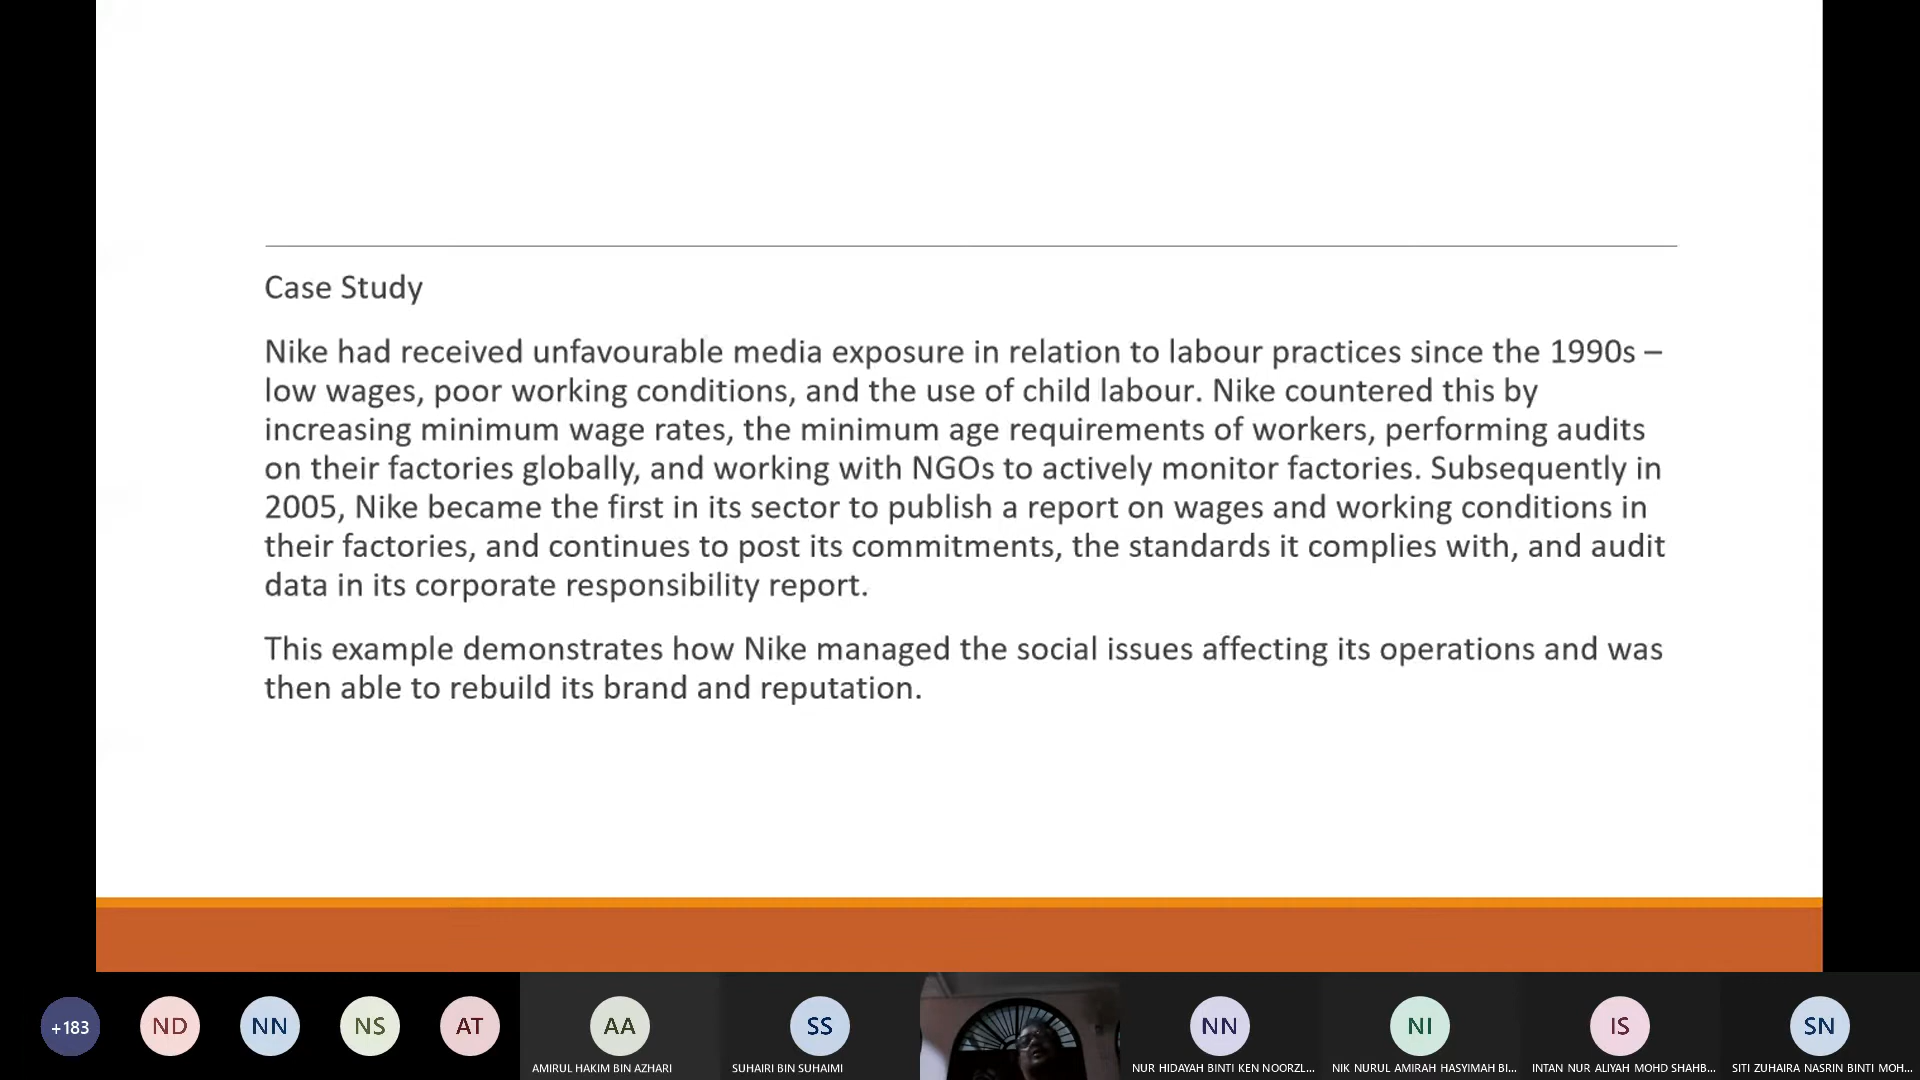 Case Study
Nike had received unfavourable media exposure in relation to labour practices since the 1990s –
low wages, poor working conditions, and the use of child labour. Nike countered this by
increasing minimum wage rates, the minimum age requirements of workers, performing audits
on their factories globally, and working with NGOs to actively monitor factories. Subsequently in
2005, Nike became the first in its sector to publish a report on wages and working conditions in
their factories, and continues to post its commitments, the standards it complies with, and audit
data in its corporate responsibility report.
This example demonstrates how Nike managed the social issues affecting its operations and was
then able to rebuild its brand and reputation.
+183
ND
NN
NS
AT
AA
SS
NN
NI
IS
SN
AMIRUL HAKIM BIN AZHARI
SUHAIRI BIN SUHAIMI
NUR HIDAYAH BINTI KEN NOORZL...
NIK NURUL AMIRAH HASYIMAH BI...
INTAN NUR ALIYAH MOHD SHAHB...
SITI ZUHAIRA NASRIN BINTI MOH...